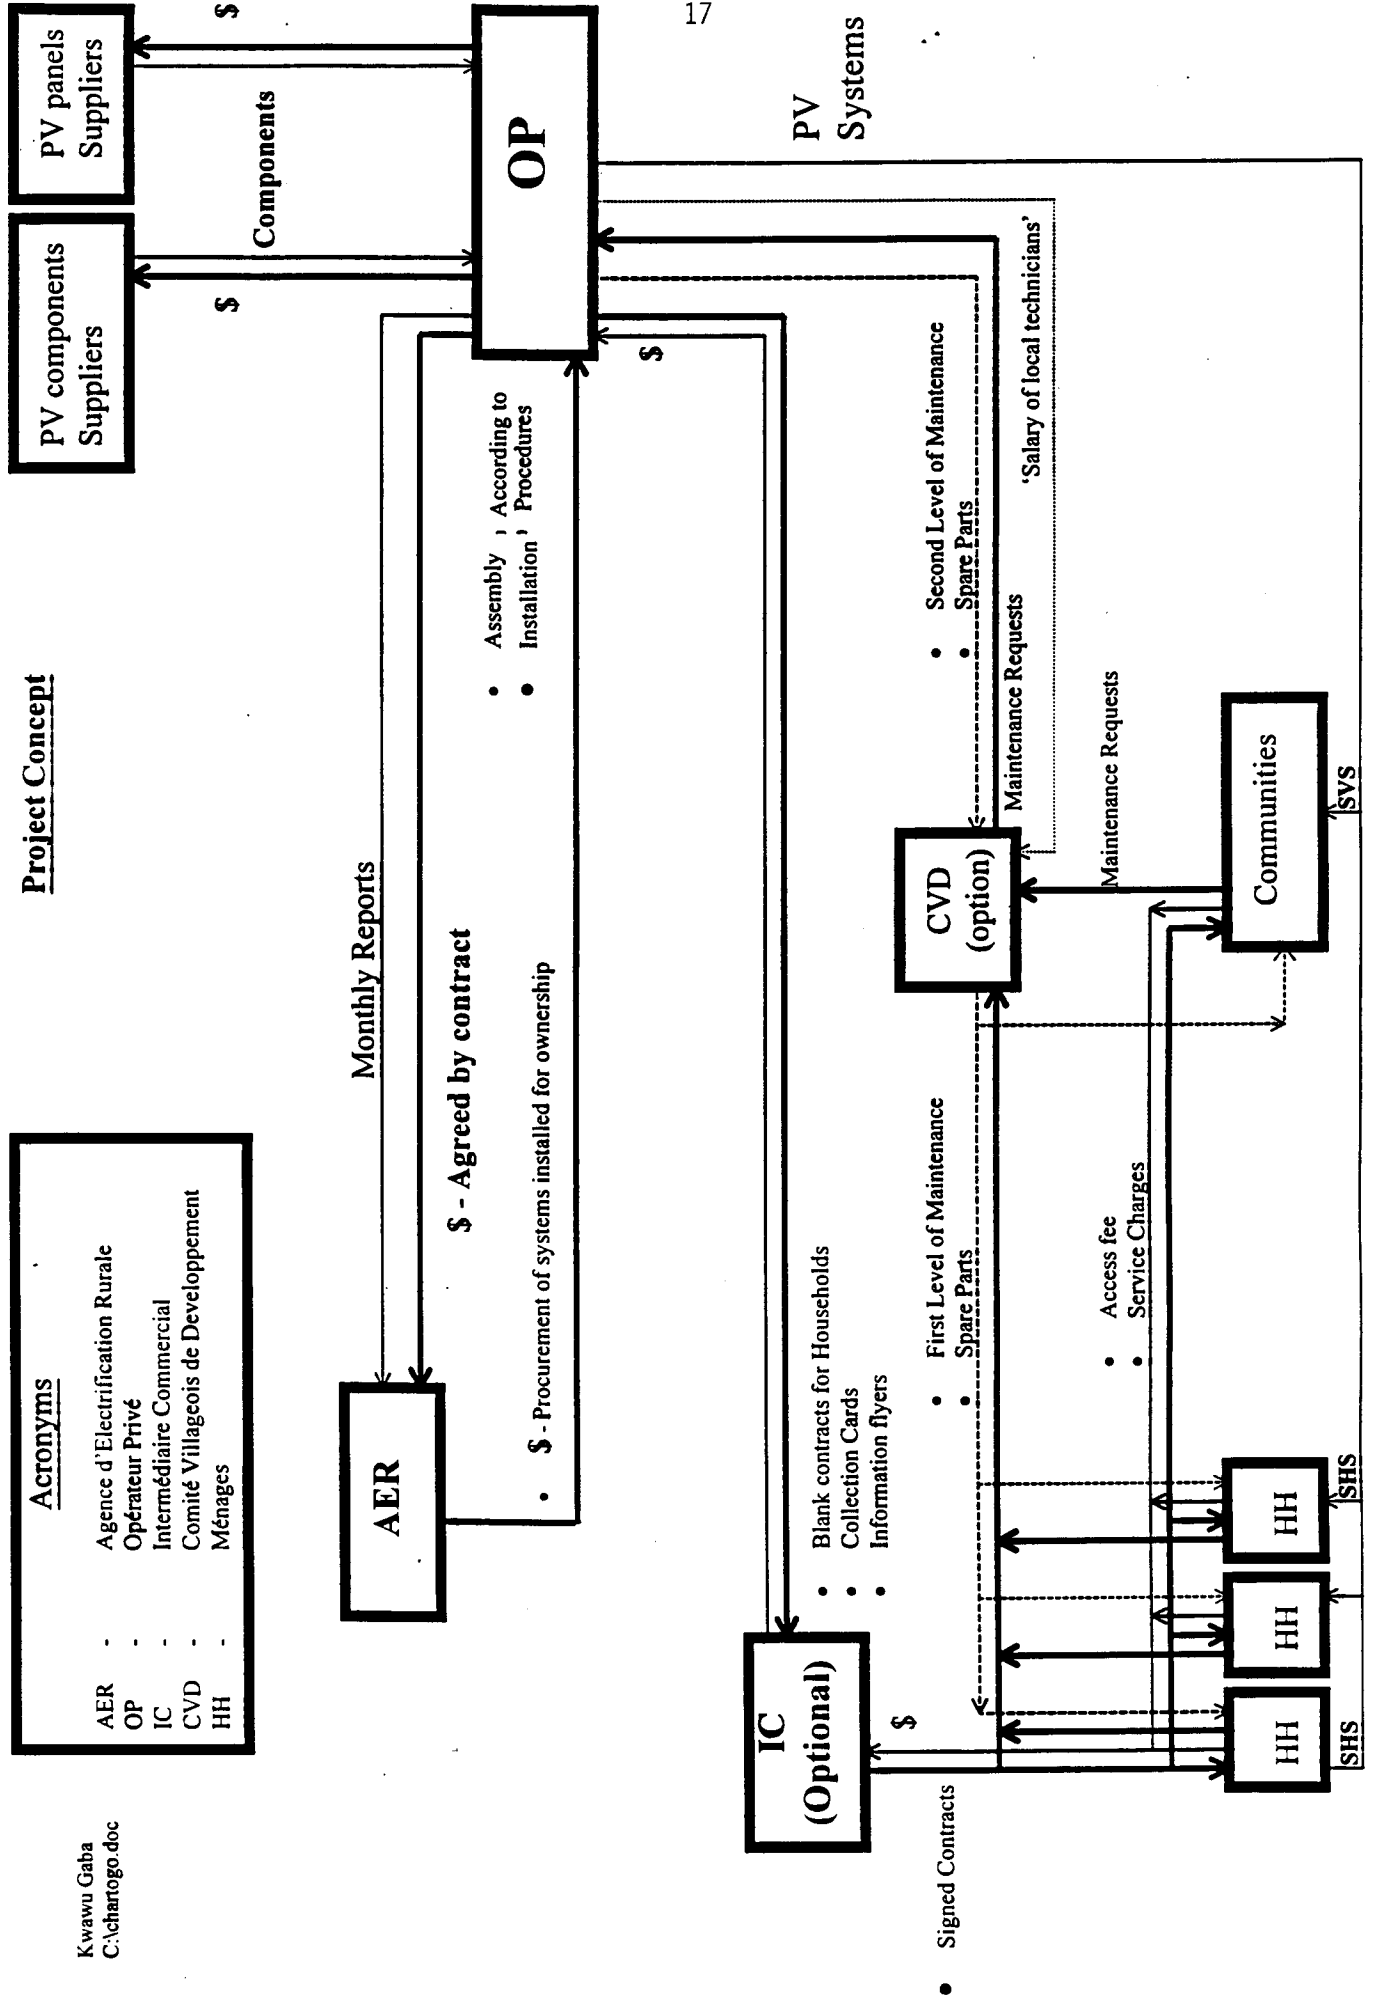 17
Kwawu Gaba
C:\chartogo.doc
Project Concept
Acronyms
AER - Agence d'Electrification Rurale
OP - Opérateur Privé
IC - Intermédiaire Commercial
CVD - Comité Villageois de Developpement
HH - Ménages
PV components
Suppliers
PV panels
Suppliers
$
$
Components
Monthly Reports
AER
$ - Agreed by contract
• Assembly , According to
• Installation ' Procedures
OP
• $ - Procurement of systems installed for ownership
$
IC
(Optional)
• Blank contracts for Households
• Collection Cards
• Information flyers
PV
Systems
$
• Signed Contracts
• First Level of Maintenance
• Spare Parts
CVD
(option)
• Second Level of Maintenance
• Spare Parts
Maintenance Requests
'Salary of local technicians'
Maintenance Requests
• Access fee
• Service Charges
HH
HH
HH
Communities
SHS
SHS
SVS